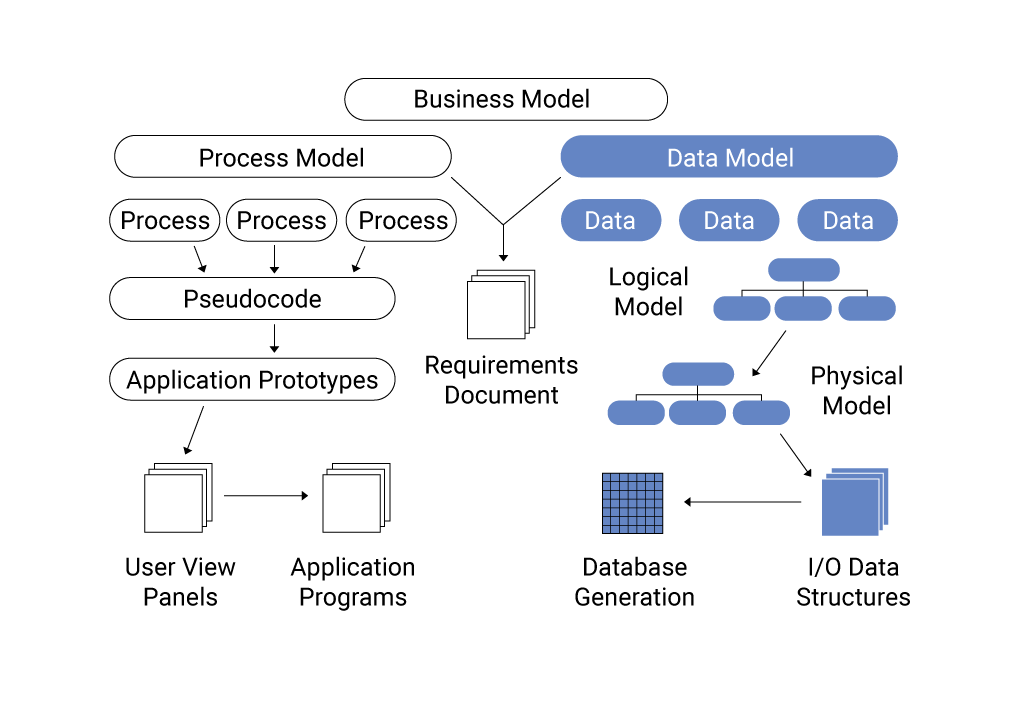 Business Model
Process Model
Data Model
Process
Process
Process
Data
Data
Data
Pseudocode
Logical
Model
Application Prototypes
Requirements
Document
Physical
Model
User View
Panels
Application
Programs
Database
Generation
I/O Data
Structures